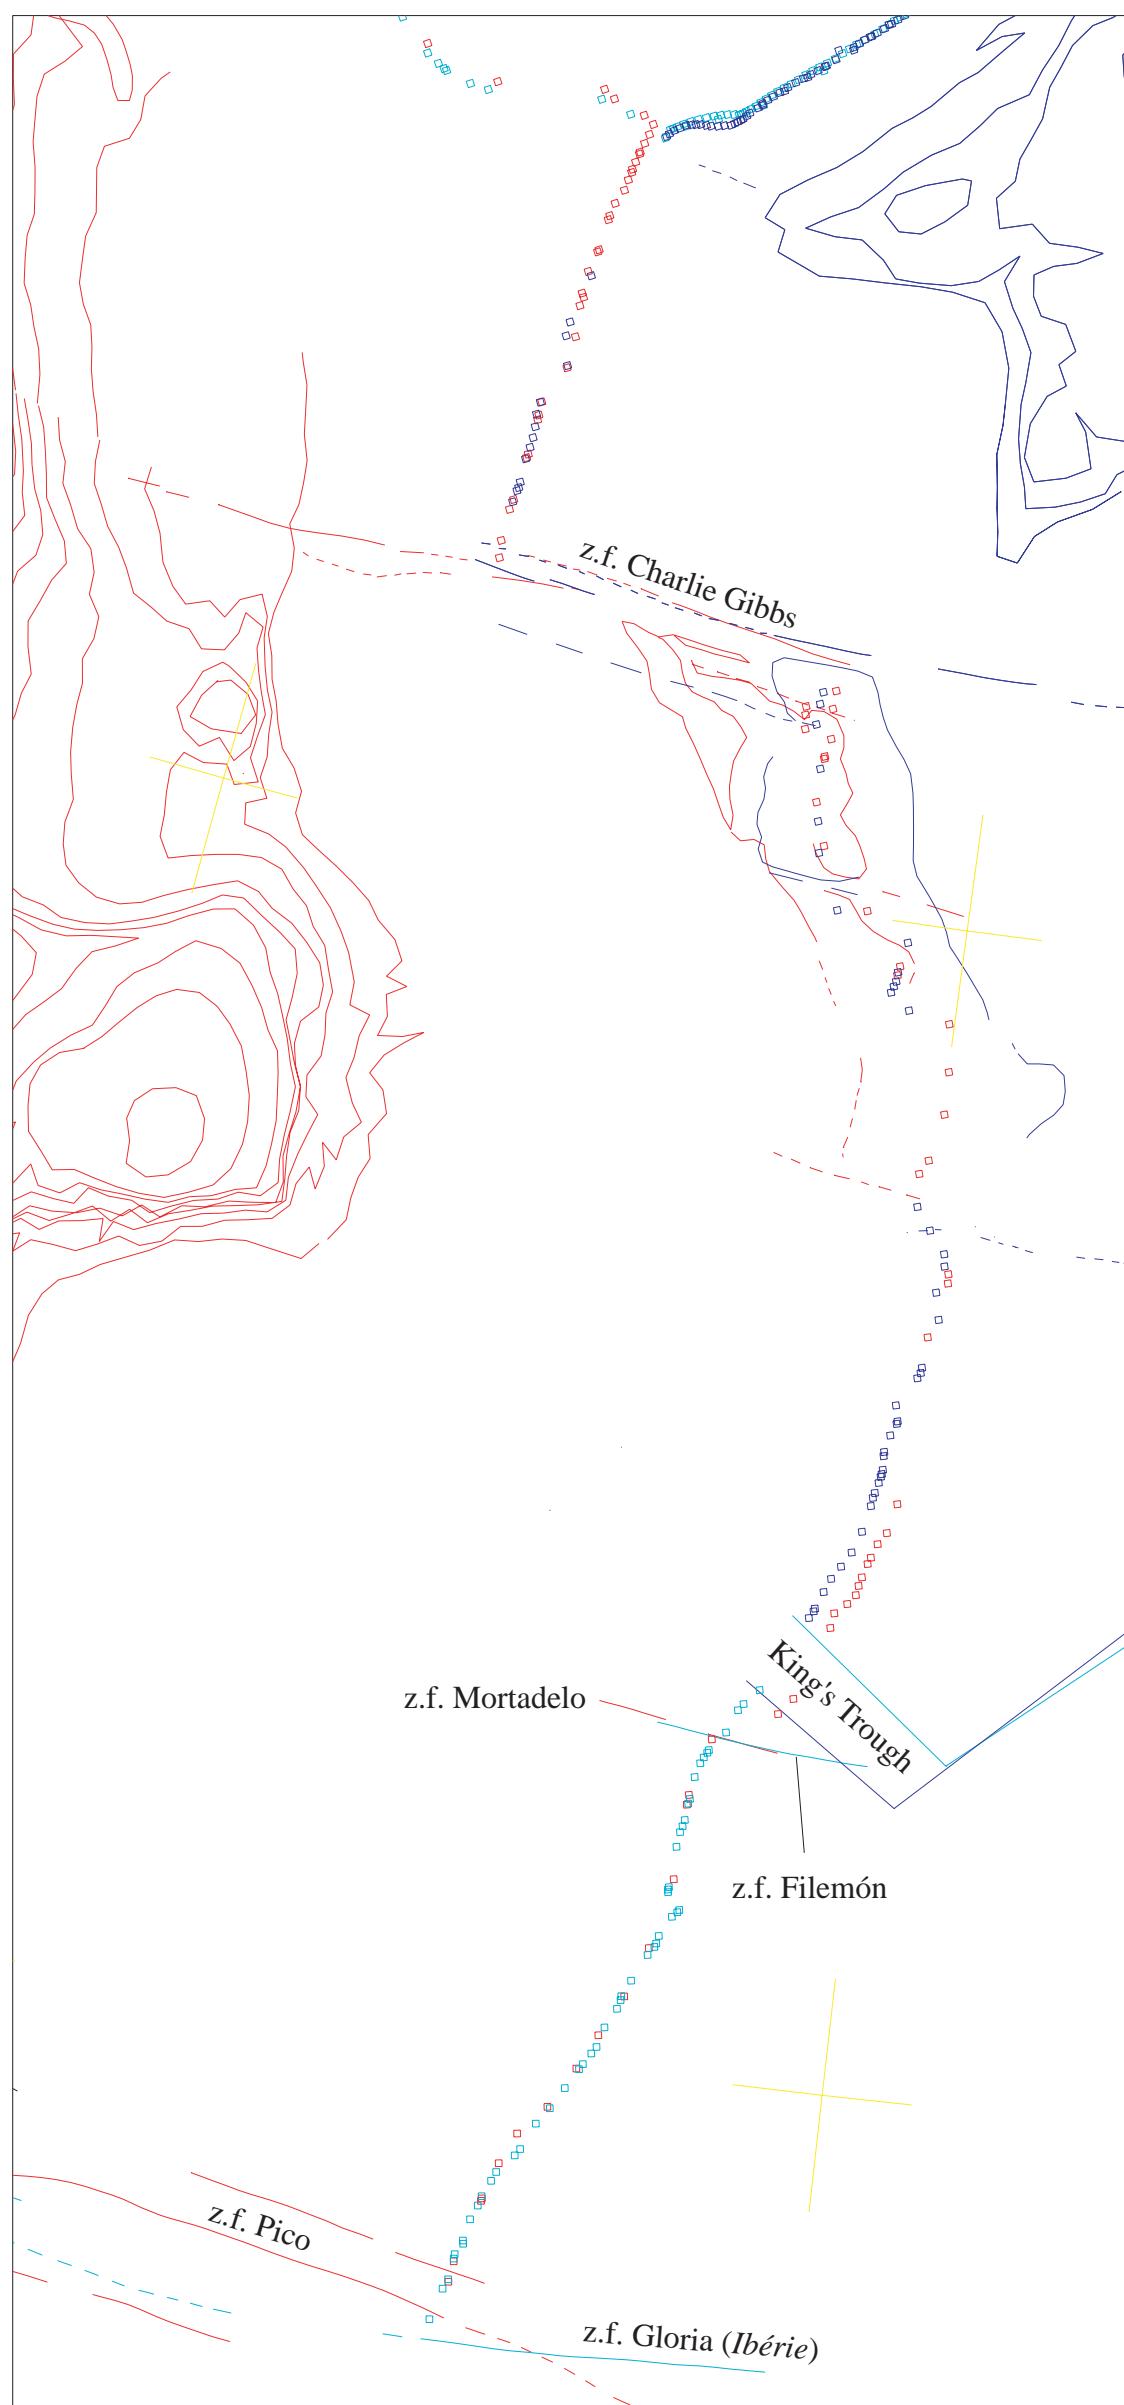 z.f. Charlie Gibbs
King's Trough
z.f. Mortadelo
z.f. Filemón
z.f. Pico
z.f. Gloria (Ibérie)